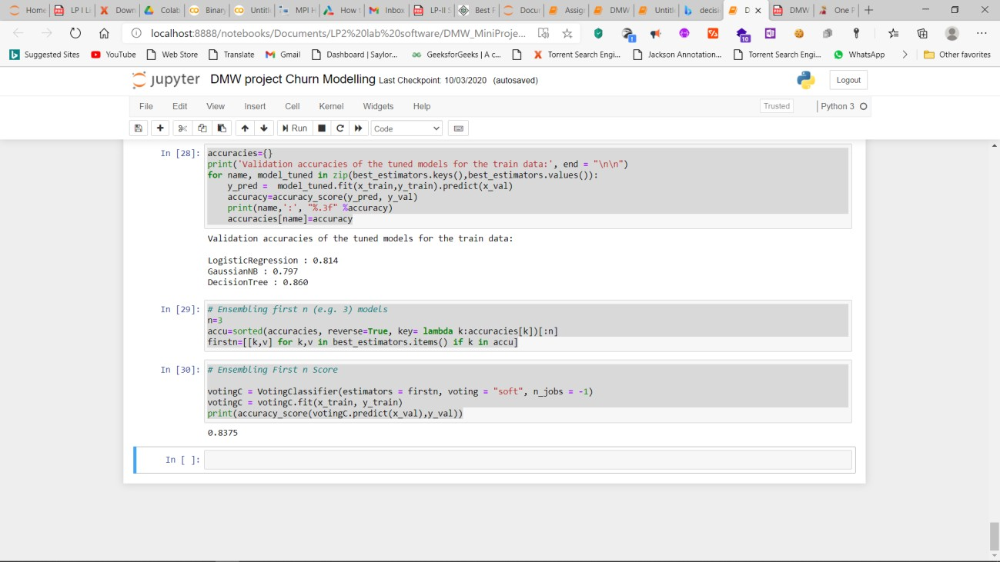 Home
LP I Li
Down
Colab
Binar
Untitl
MPI H
How t
Inbox
LP-II S
Best F
Docu
Assig
DMW
Untitl
decisi
D
DMW
One P
localhost:8888/notebooks/Documents/LP2%20lab%20software/DMW_MiniProje...
10
Suggested Sites
YouTube
Web Store
Translate
Gmail
Dashboard | Saylor...
GeeksforGeeks | A c...
Torrent Search Engi...
Jackson Annotation...
Torrent Search Engi...
WhatsApp
Other favorites
jupyter DMW project Churn Modelling Last Checkpoint: 10/03/2020 (autosaved)
Logout
File Edit View Insert Cell Kernel Widgets Help
Trusted
Python 3
Run
Code
In [28]: accuracies={}
print('Validation accuracies of the tuned models for the train data:', end = "\n\n")
for name, model_tuned in zip(best_estimators.keys(),best_estimators.values()):
    y_pred =  model_tuned.fit(x_train,y_train).predict(x_val)
    accuracy=accuracy_score(y_pred, y_val)
    print(name,':', "%.3f" %accuracy)
    accuracies[name]=accuracy
Validation accuracies of the tuned models for the train data:
LogisticRegression : 0.814
GaussianNB : 0.797
DecisionTree : 0.860
In [29]: # Ensembling first n (e.g. 3) models
n=3
accu=sorted(accuracies, reverse=True, key= lambda k:accuracies[k])[:n]
firstn=[[k,v] for k,v in best_estimators.items() if k in accu]
In [30]: # Ensembling First n Score
votingC = VotingClassifier(estimators = firstn, voting = "soft", n_jobs = -1)
votingC = votingC.fit(x_train, y_train)
print(accuracy_score(votingC.predict(x_val),y_val))
0.8375
In [ ]: